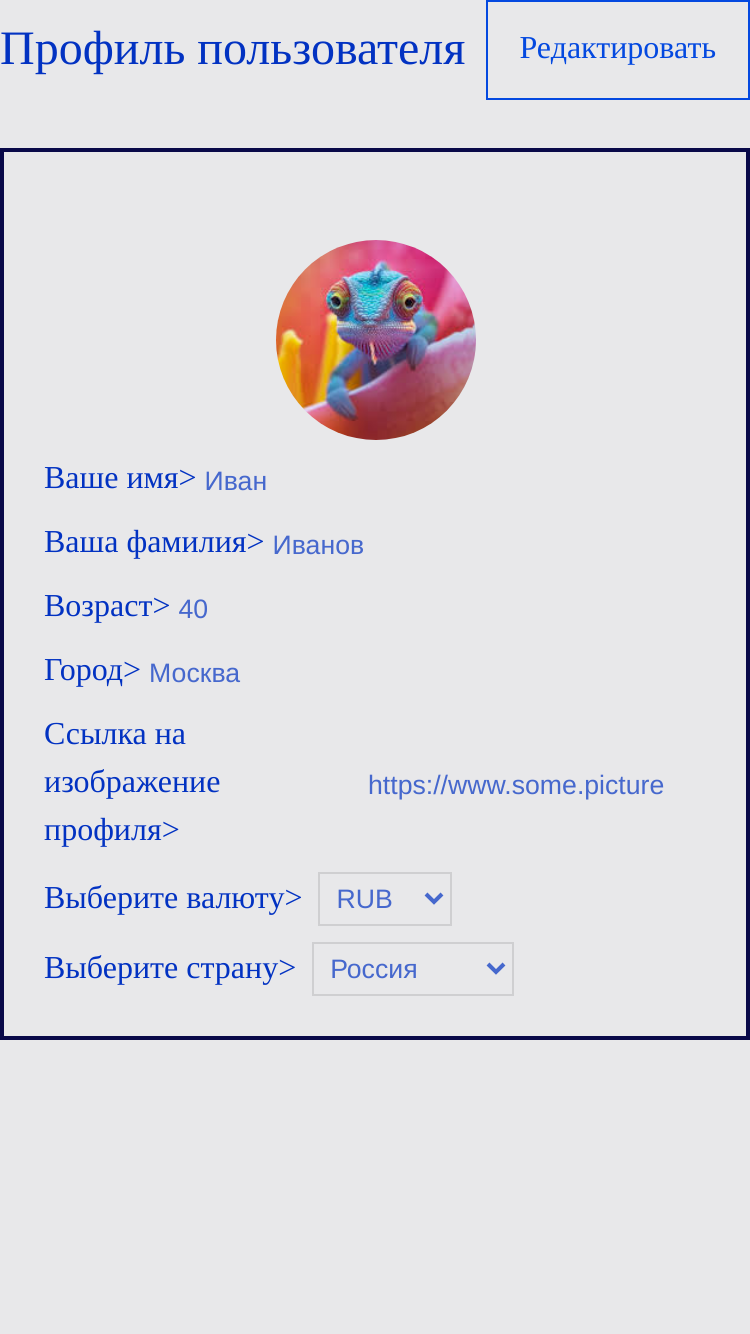 Профиль пользователя Редактировать
Ваше имя> Иван
Ваша фамилия> Иванов
Возраст> 40
Город> Москва
Ссылка на
изображение https://www.some.picture
профиля>
Выберите валюту> RUB
Выберите страну> Россия